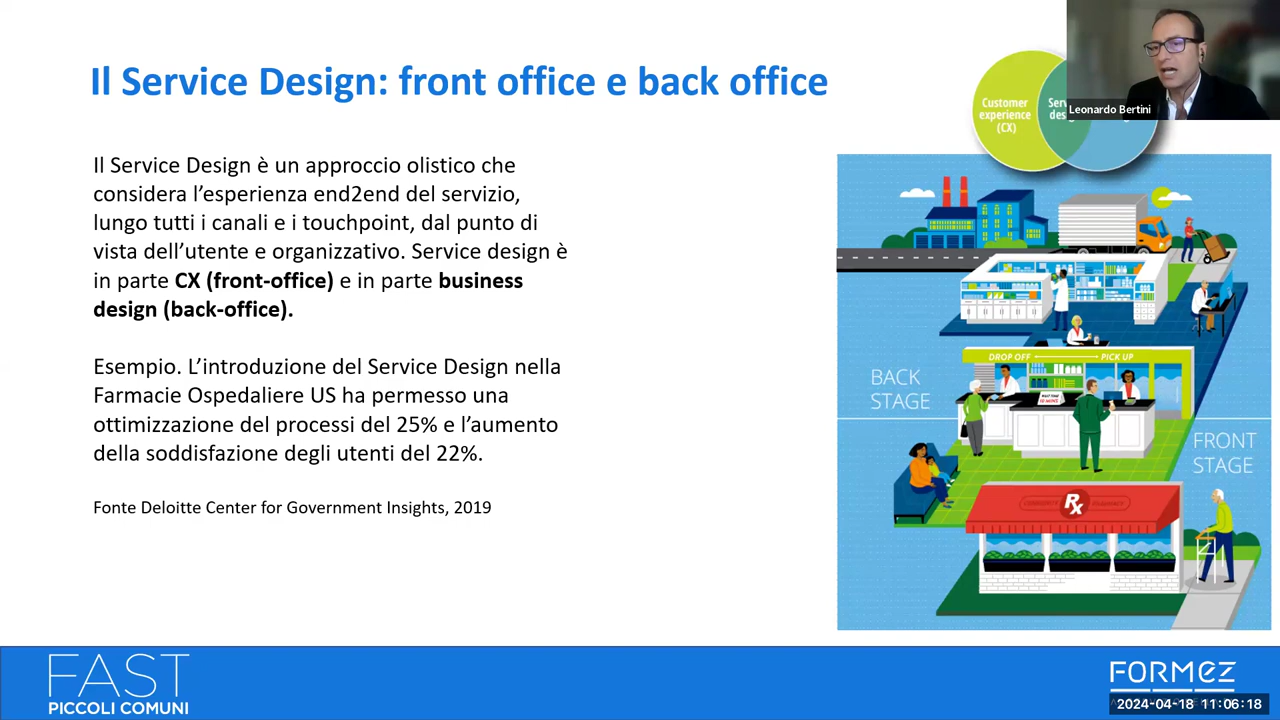 Il Service Design: front office e back office
Customer
experience
(CX)
Leonardo Bertini
Il Service Design è un approccio olistico che
considera l’esperienza end2end del servizio,
lungo tutti i canali e i touchpoint, dal punto di
vista dell’utente e organizzativo. Service design è
in parte CX (front-office) e in parte business
design (back-office).
Esempio. L’introduzione del Service Design nella
Farmacie Ospedaliere US ha permesso una
ottimizzazione del processi del 25% e l’aumento
della soddisfazione degli utenti del 22%.
Fonte Deloitte Center for Government Insights, 2019
DROP OFF
PICK UP
BACK
STAGE
FRONT
STAGE
Rx
FAST
PICCOLI COMUNI
FORMEZ
2024-04-18 11:06:18